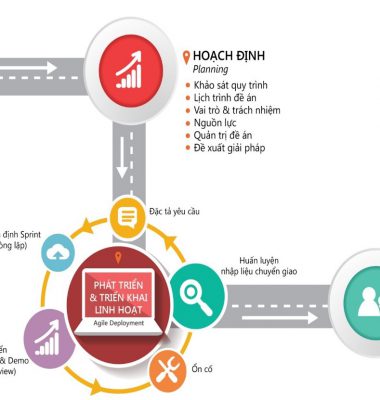 HOẠCH ĐỊNH
Planning
Khảo sát quy trình
Lịch trình đề án
Vai trò & trách nhiệm
Nguồn lực
Quản trị đề án
Đề xuất giải pháp
Đặc tả yêu cầu
định Sprint
òng lặp)
Huấn luyện
nhập liệu chuyển giao
PHÁT TRIỂN
& TRIỂN KHAI
LINH HOẠT
Agile Deployment
ển
& Demo
view)
Ổn cố